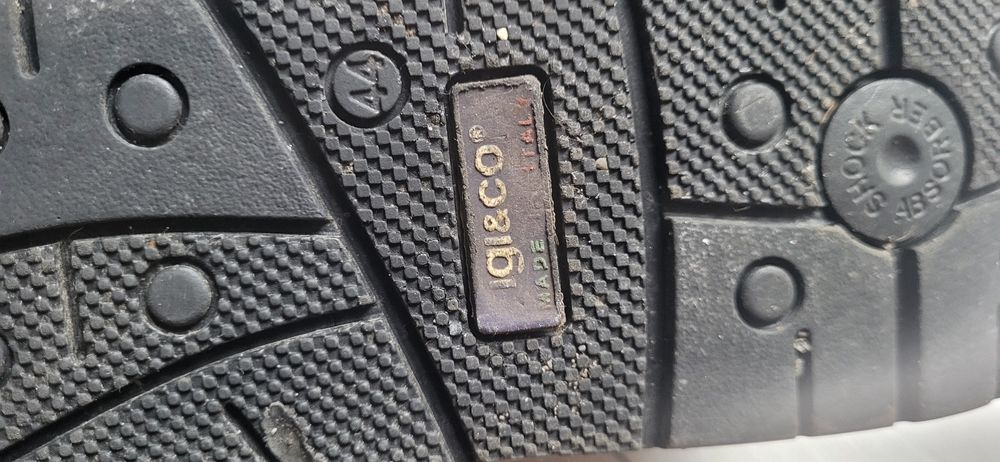 44
igi&CO®
MADE ITALY
SHOCK ABSORBER